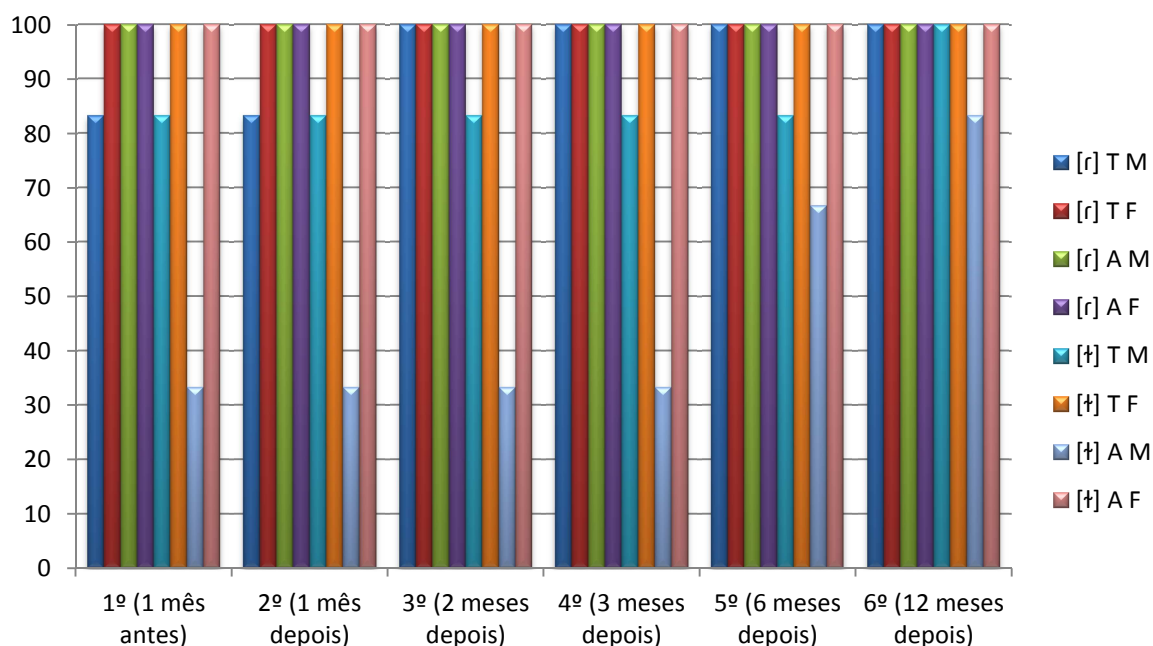 100
90
80
70
60
50
40
30
20
10
0
1º (1 mês
antes)
2º (1 mês
depois)
3º (2 meses
depois)
4º (3 meses
depois)
5º (6 meses
depois)
6º (12 meses
depois)
[ɾ] T M
[ɾ] T F
[ɾ] A M
[ɾ] A F
[ɫ] T M
[ɫ] T F
[ɫ] A M
[ɫ] A F